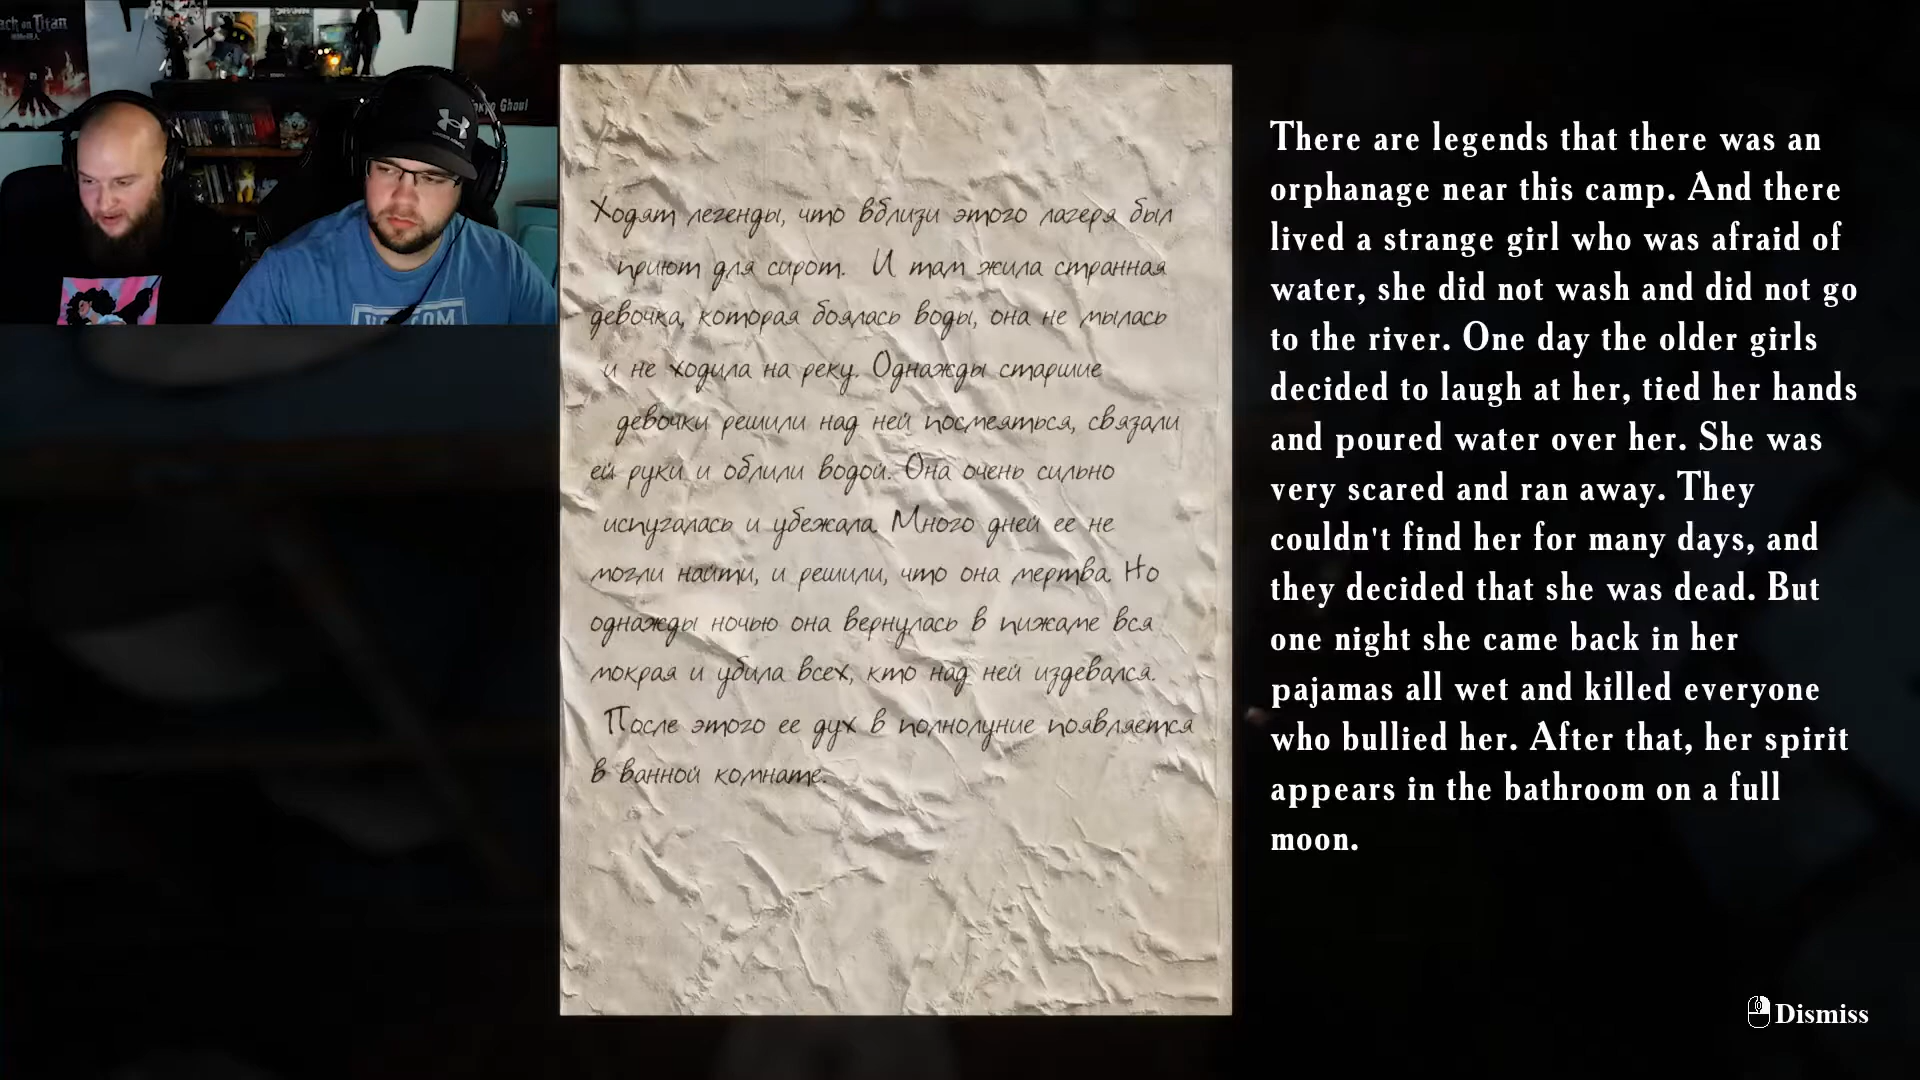 ack on Titan
Tokyo Ghoul
UNDER ARMOUR
Ходят легенды, что вблизи этого лагеря был
приют для сирот. И там жила странная
девочка, которая боялась воды, она не мылась
и не ходила на реку. Однажды старшие
девочки решили над ней посмеяться, связали
ей руки и облили водой. Она очень сильно
испугалась и убежала. Много дней ее не
могли найти, и решили, что она мертва. Но
однажды ночью она вернулась в пижаме вся
мокрая и убила всех, кто над ней издевался.
После этого ее дух в полнолуние появляется
в ванной комнате.
There are legends that there was an
orphanage near this camp. And there
lived a strange girl who was afraid of
water, she did not wash and did not go
to the river. One day the older girls
decided to laugh at her, tied her hands
and poured water over her. She was
very scared and ran away. They
couldn't find her for many days, and
they decided that she was dead. But
one night she came back in her
pajamas all wet and killed everyone
who bullied her. After that, her spirit
appears in the bathroom on a full
moon.
Dismiss